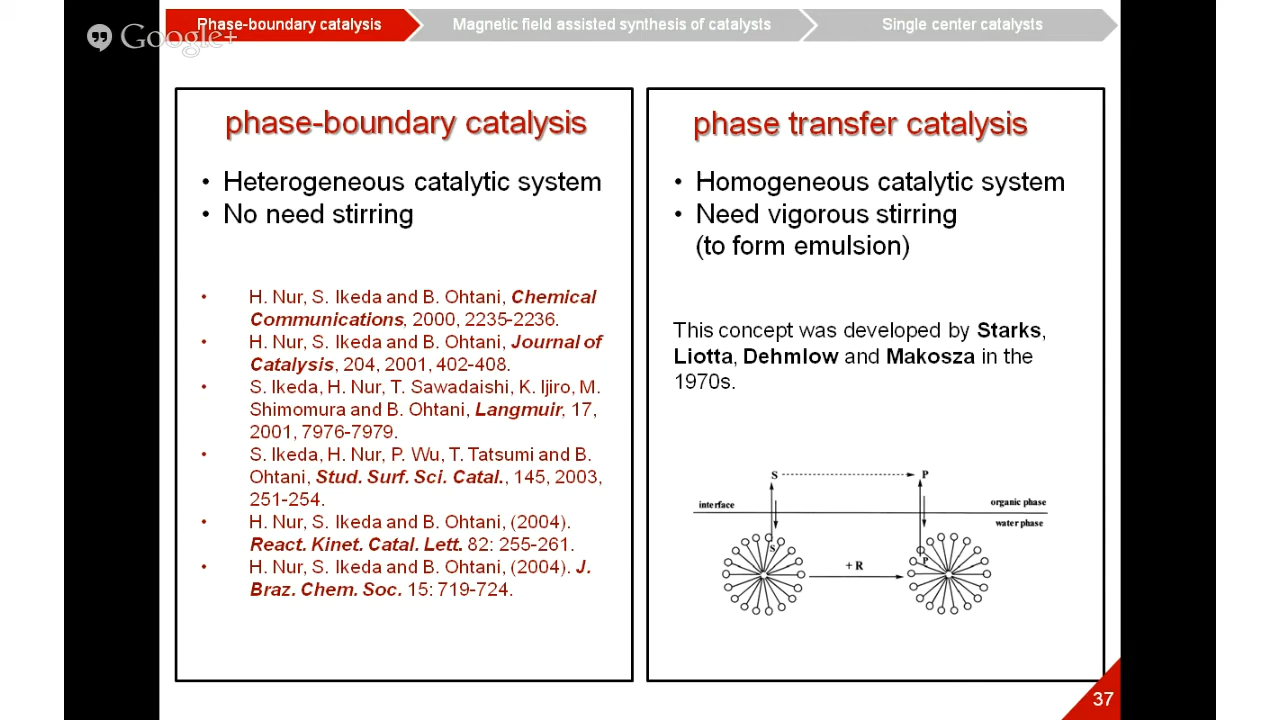 Phase-boundary catalysis
Magnetic field assisted synthesis of catalysts
Single center catalysts
Google+
phase-boundary catalysis
• Heterogeneous catalytic system
• No need stirring
• H. Nur, S. Ikeda and B. Ohtani, Chemical
Communications, 2000, 2235-2236.
• H. Nur, S. Ikeda and B. Ohtani, Journal of
Catalysis, 204, 2001, 402-408.
• S. Ikeda, H. Nur, T. Sawadaishi, K. Ijiro, M.
Shimomura and B. Ohtani, Langmuir, 17,
2001, 7976-7979.
• S. Ikeda, H. Nur, P. Wu, T. Tatsumi and B.
Ohtani, Stud. Surf. Sci. Catal., 145, 2003,
251-254.
• H. Nur, S. Ikeda and B. Ohtani, (2004).
React. Kinet. Catal. Lett. 82: 255-261.
• H. Nur, S. Ikeda and B. Ohtani, (2004). J.
Braz. Chem. Soc. 15: 719-724.
phase transfer catalysis
• Homogeneous catalytic system
• Need vigorous stirring
(to form emulsion)
This concept was developed by Starks,
Liotta, Dehmlow and Makosza in the
1970s.
S P
interface
organic phase
water phase
S P
+ R
37